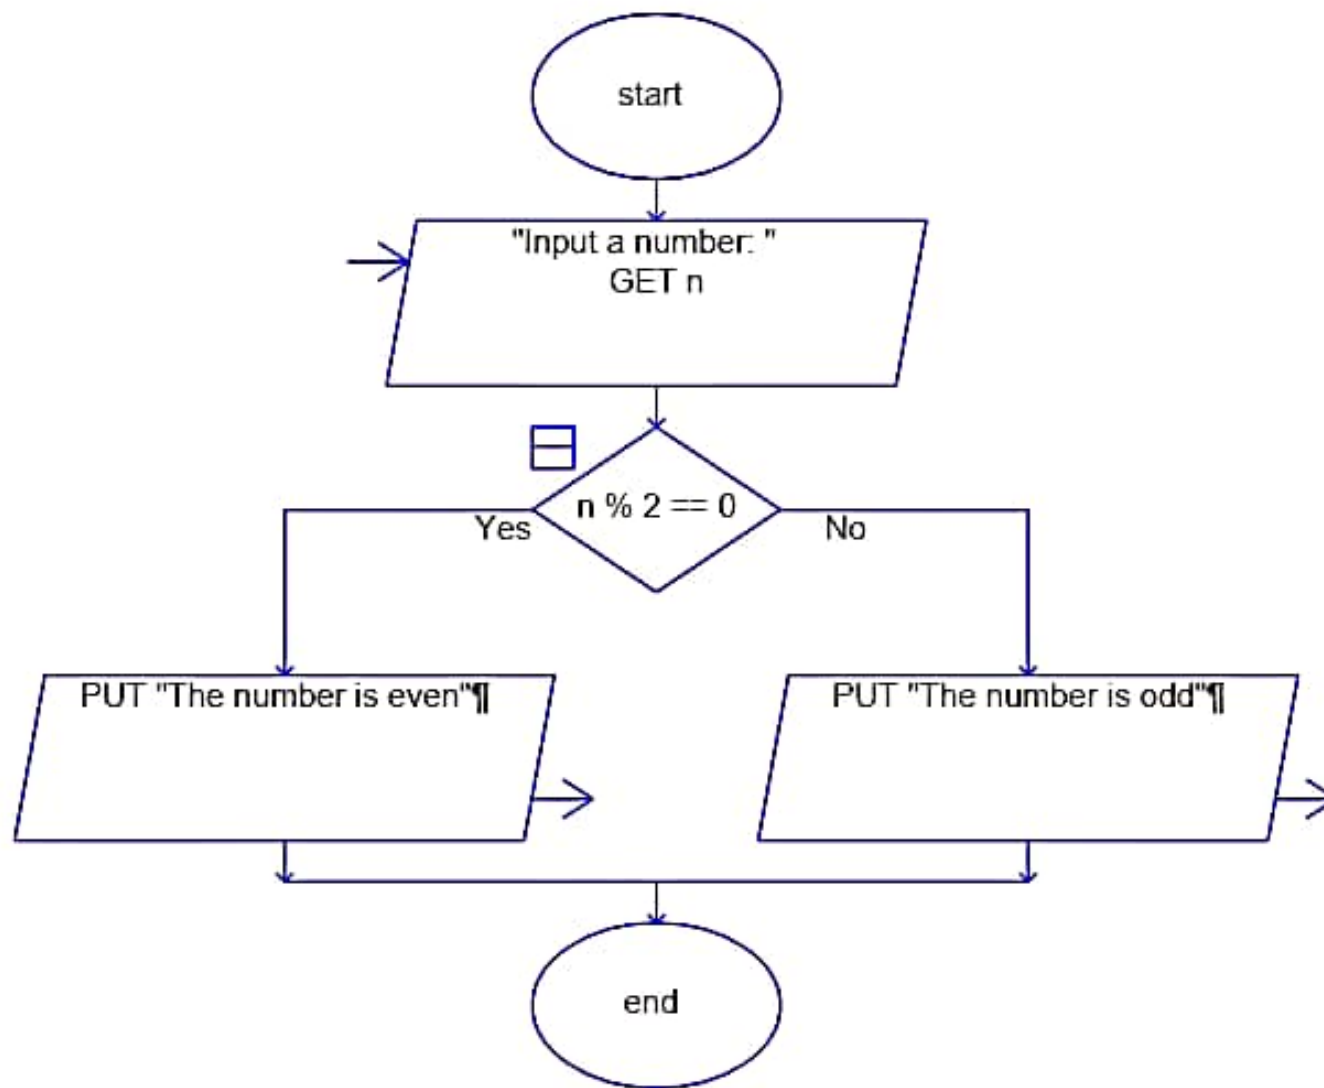 start
"Input a number: "
GET n
n % 2 == 0
Yes
No
PUT "The number is even"¶
PUT "The number is odd"¶
end